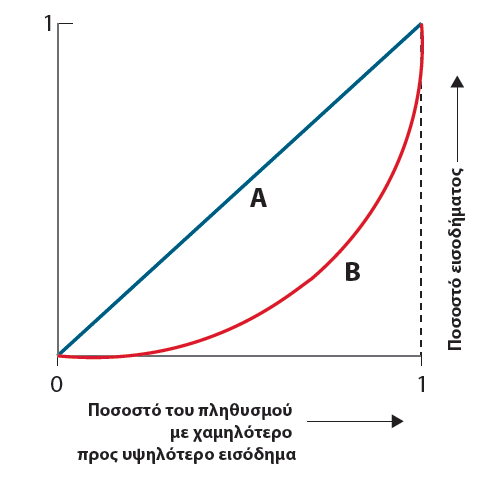 1
A
B
Ποσοστό εισοδήματος
0
1
Ποσοστό του πληθυσμού
με χαμηλότερο
προς υψηλότερο εισόδημα